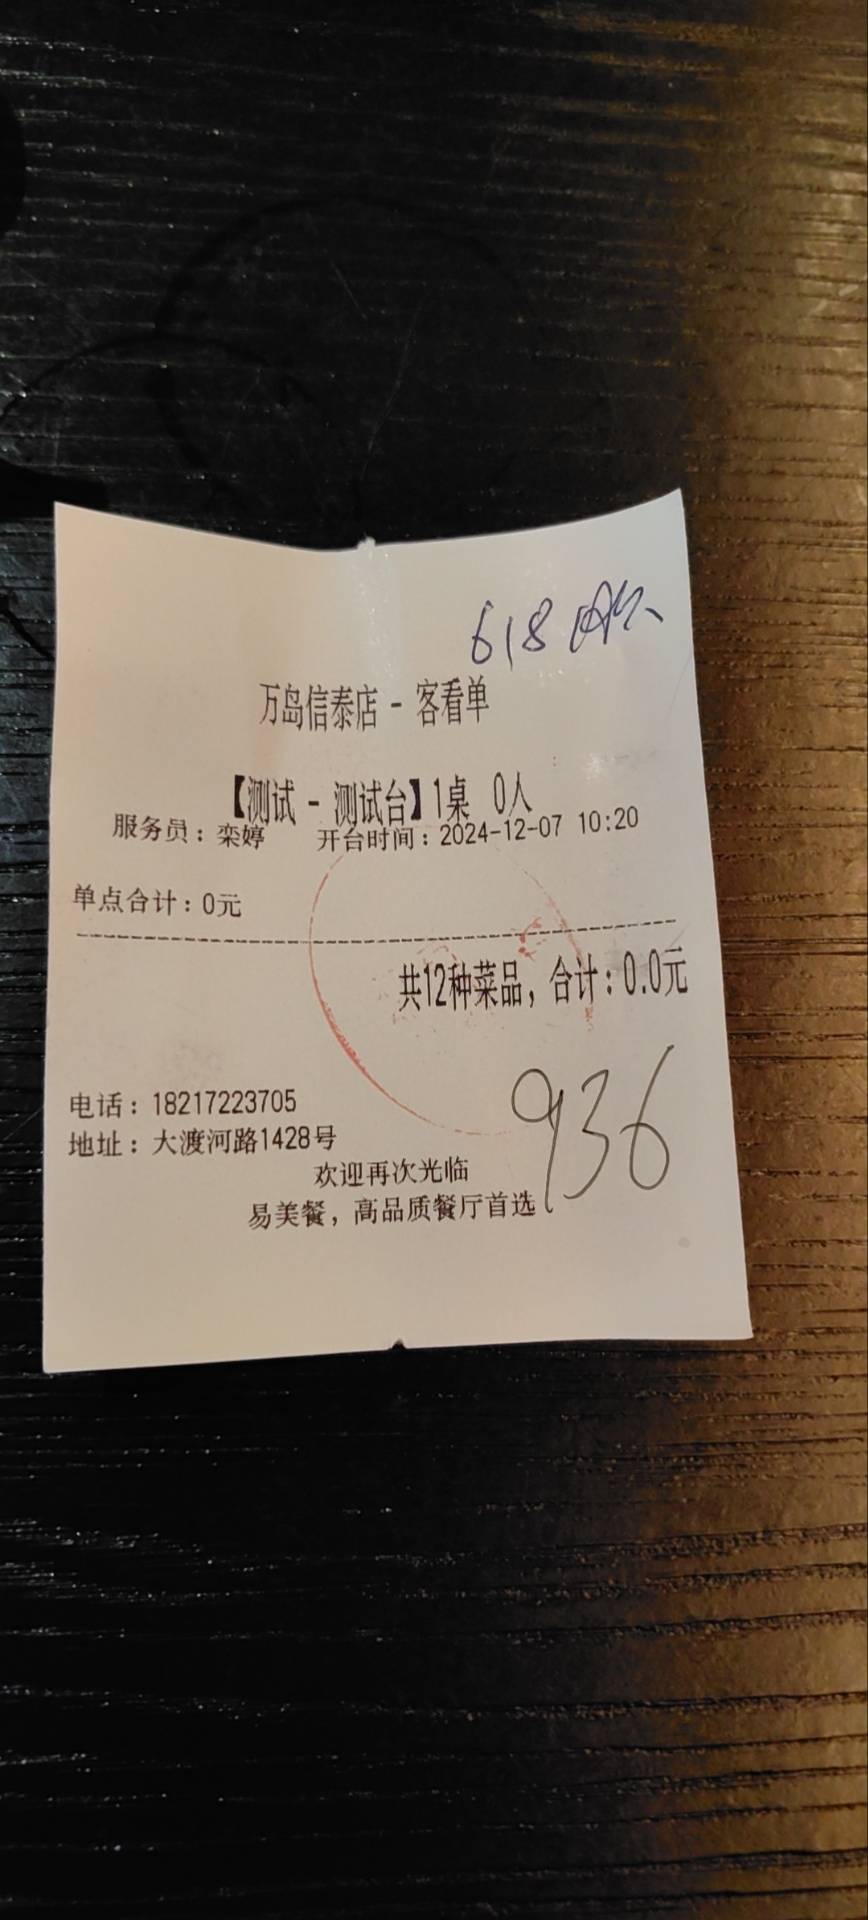 618
万岛信泰店 - 客看单
【测试 - 测试台】1桌 0人
服务员：栾婷 开台时间：2024-12-07 10:20
单点合计：0元
共12种菜品，合计：0.0元
936
电话：18217223705
地址：大渡河路1428号
欢迎再次光临
易美餐，高品质餐厅首选